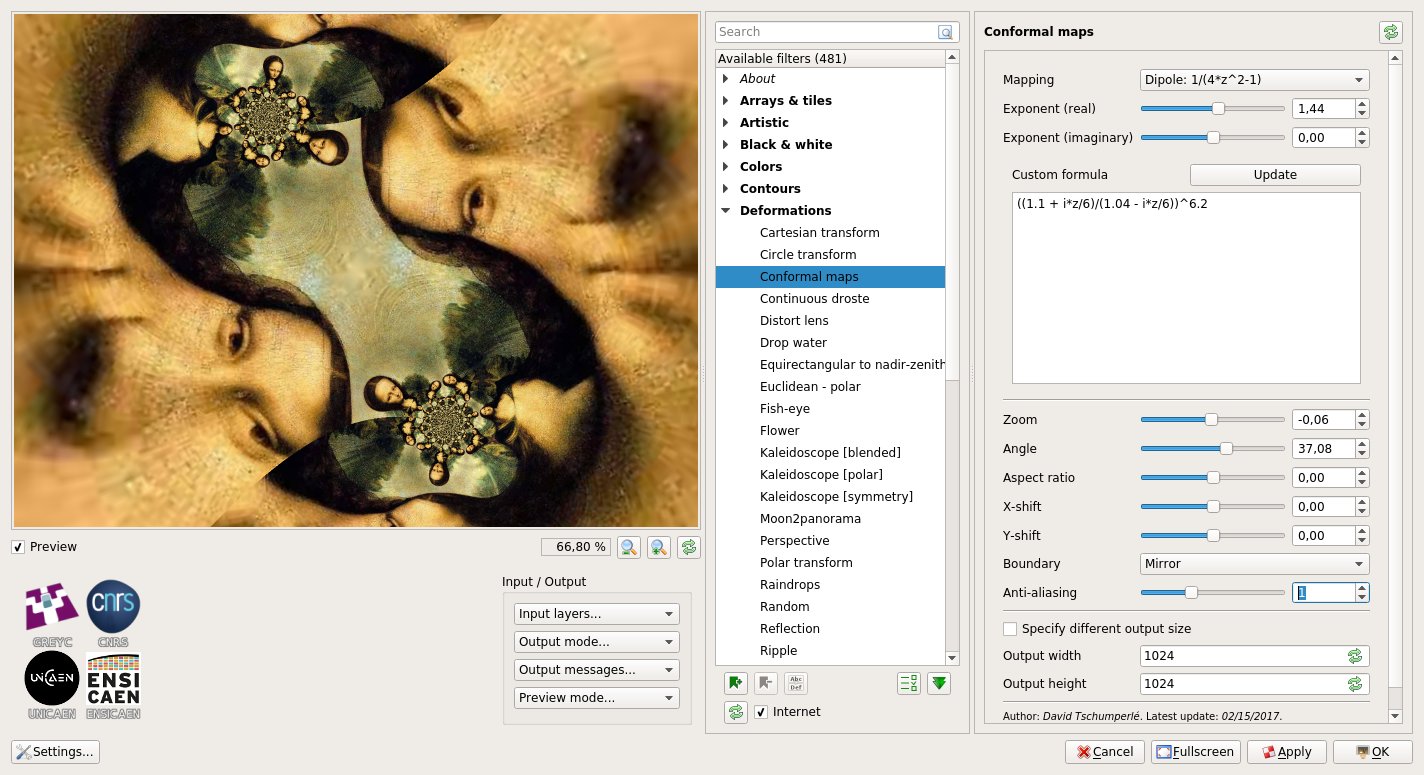 Search
Available filters (481)
About
Arrays & tiles
Artistic
Black & white
Colors
Contours
Deformations
Cartesian transform
Circle transform
Conformal maps
Continuous droste
Distort lens
Drop water
Equirectangular to nadir-zenith
Euclidean - polar
Fish-eye
Flower
Kaleidoscope [blended]
Kaleidoscope [polar]
Kaleidoscope [symmetry]
Moon2panorama
Perspective
Polar transform
Raindrops
Random
Reflection
Ripple
Abc
Def
Internet
Preview
66,80 %
GREYC
cnrs
CNRS
UNICAEN
UNICAEN
ENSI
CAEN
ENSICAEN
Input / Output
Input layers...
Output mode...
Output messages...
Preview mode...
Settings...
Conformal maps
Mapping Dipole: 1/(4*z^2-1)
Exponent (real) 1,44
Exponent (imaginary) 0,00
Custom formula Update
((1.1 + i*z/6)/(1.04 - i*z/6))^6.2
Zoom -0,06
Angle 37,08
Aspect ratio 0,00
X-shift 0,00
Y-shift 0,00
Boundary Mirror
Anti-aliasing 1
Specify different output size
Output width 1024
Output height 1024
Author: David Tschumperlé. Latest update: 02/15/2017.
Cancel Fullscreen Apply OK